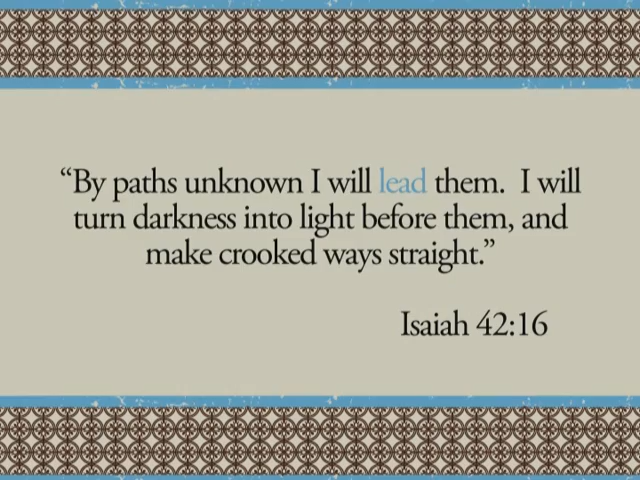 “By paths unknown I will lead them.  I will
turn darkness into light before them, and
make crooked ways straight.”
Isaiah 42:16